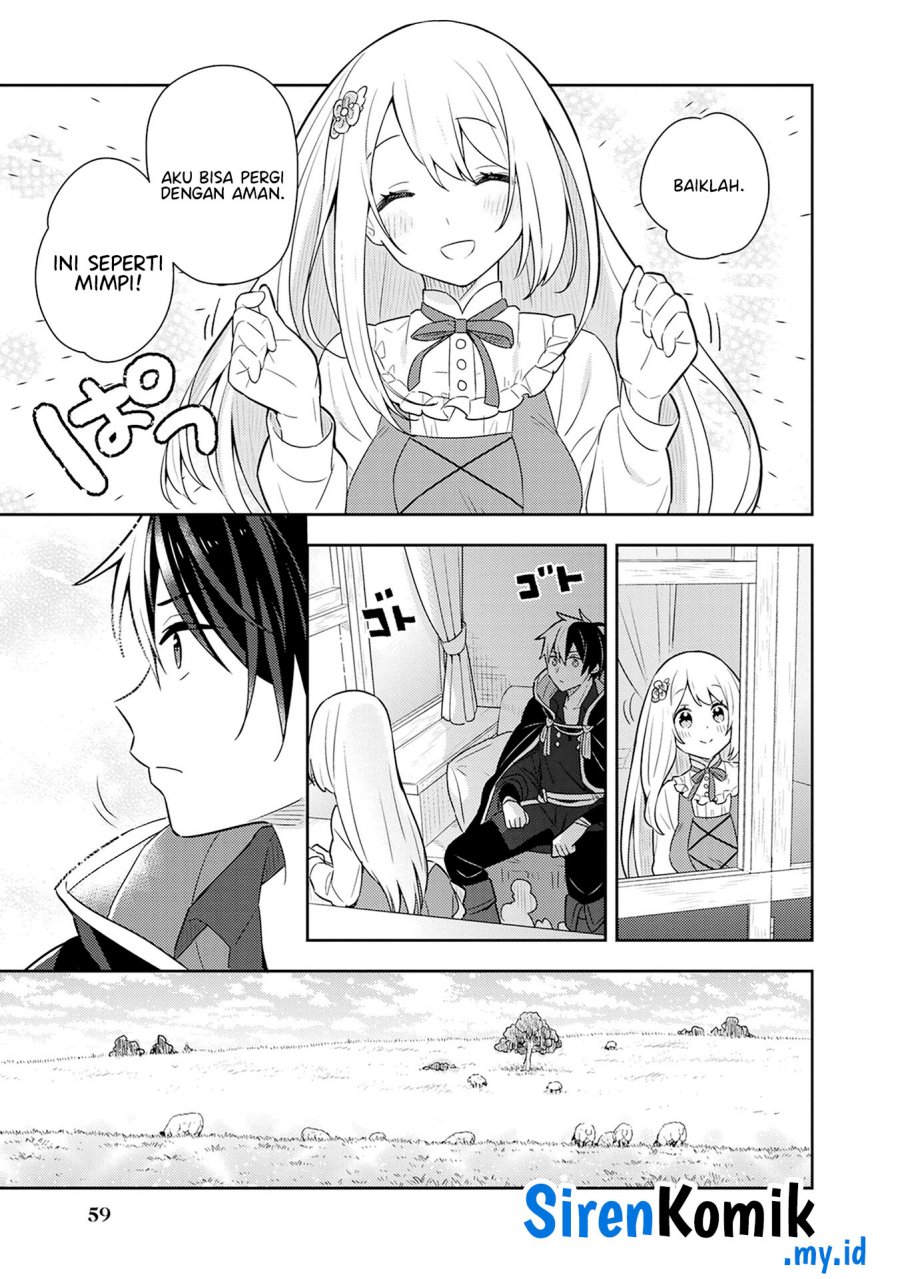 BAIKLAH.
AKU BISA PERGI
DENGAN AMAN.
INI SEPERTI
MIMPI!
ぱぁっ
ゴト
ゴト
59
SirenKomik
.my.id